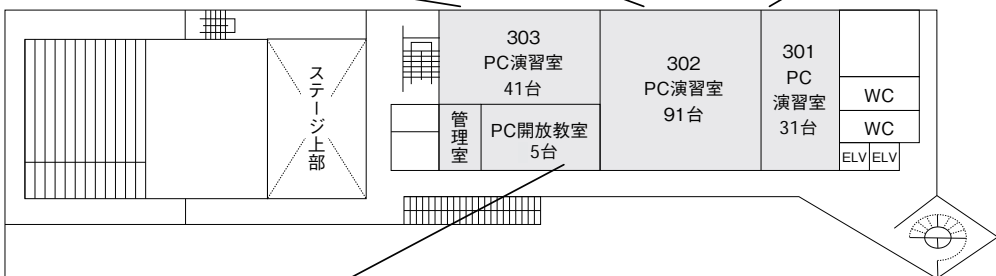 ステージ上部
303
PC演習室
41台
管理室
PC開放教室
5台
302
PC演習室
91台
301
PC
演習室
31台
WC
WC
ELV
ELV